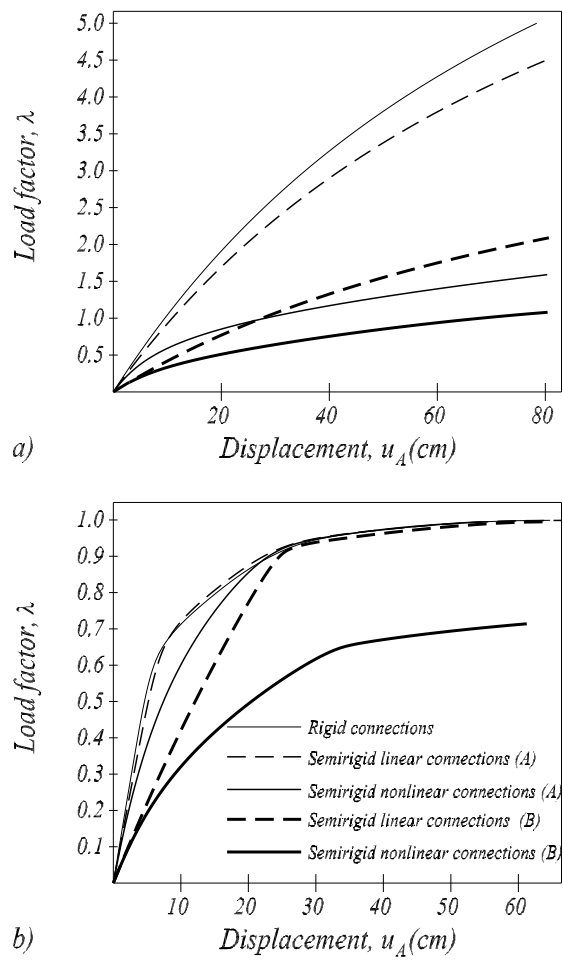 5.0
4.5
4.0
3.5
3.0
2.5
2.0
1.5
1.0
0.5
Load factor, λ
20 40 60 80
a) Displacement, uA(cm)
1.0
0.9
0.8
0.7
0.6
0.5
0.4
0.3
0.2
0.1
Load factor, λ
Rigid connections
Semirigid linear connections (A)
Semirigid nonlinear connections (A)
Semirigid linear connections (B)
Semirigid nonlinear connections (B)
10 20 30 40 50 60
b) Displacement, uA(cm)